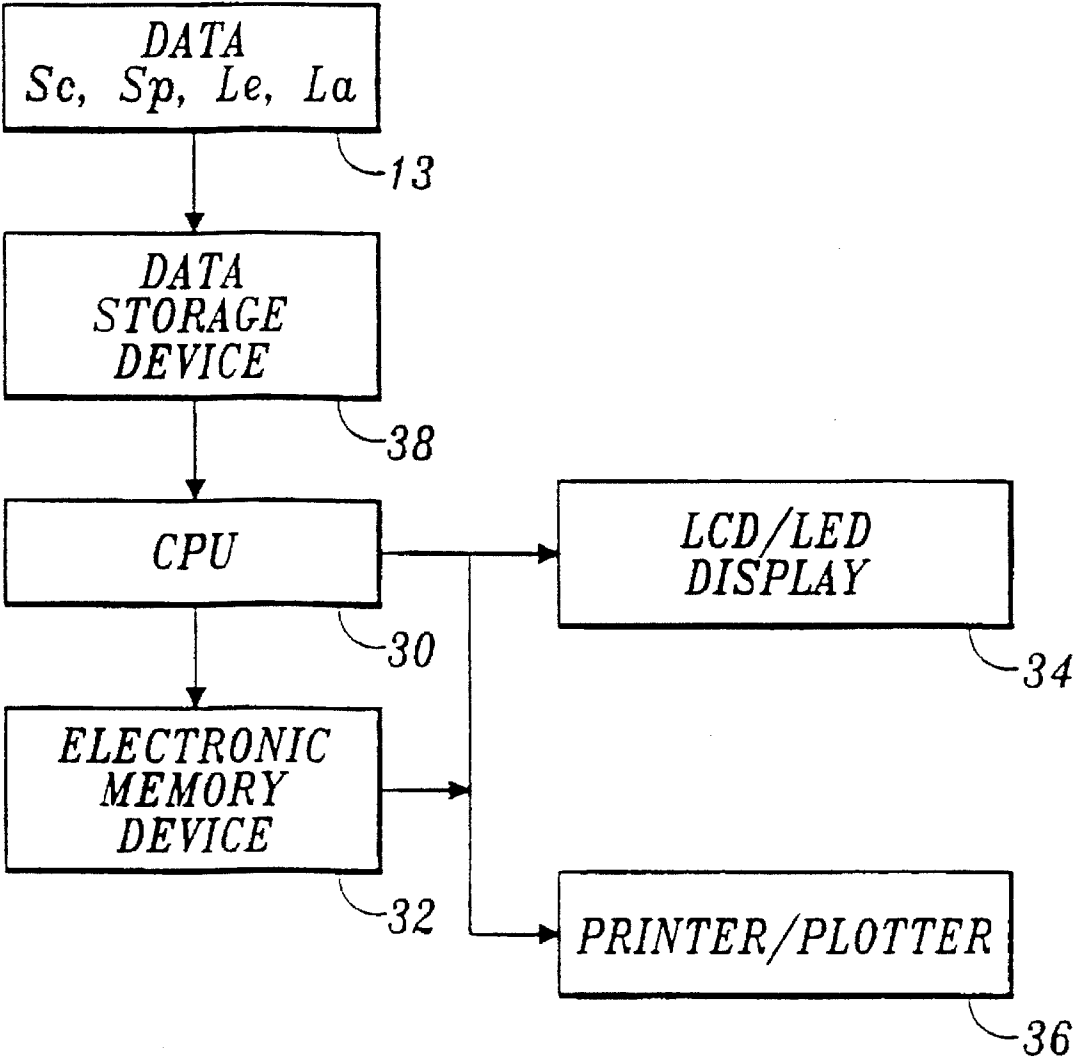 DATA
Sc, Sp, Le, La
13
DATA
STORAGE
DEVICE
38
CPU
30
LCD/LED
DISPLAY
34
ELECTRONIC
MEMORY
DEVICE
32
PRINTER/PLOTTER
36